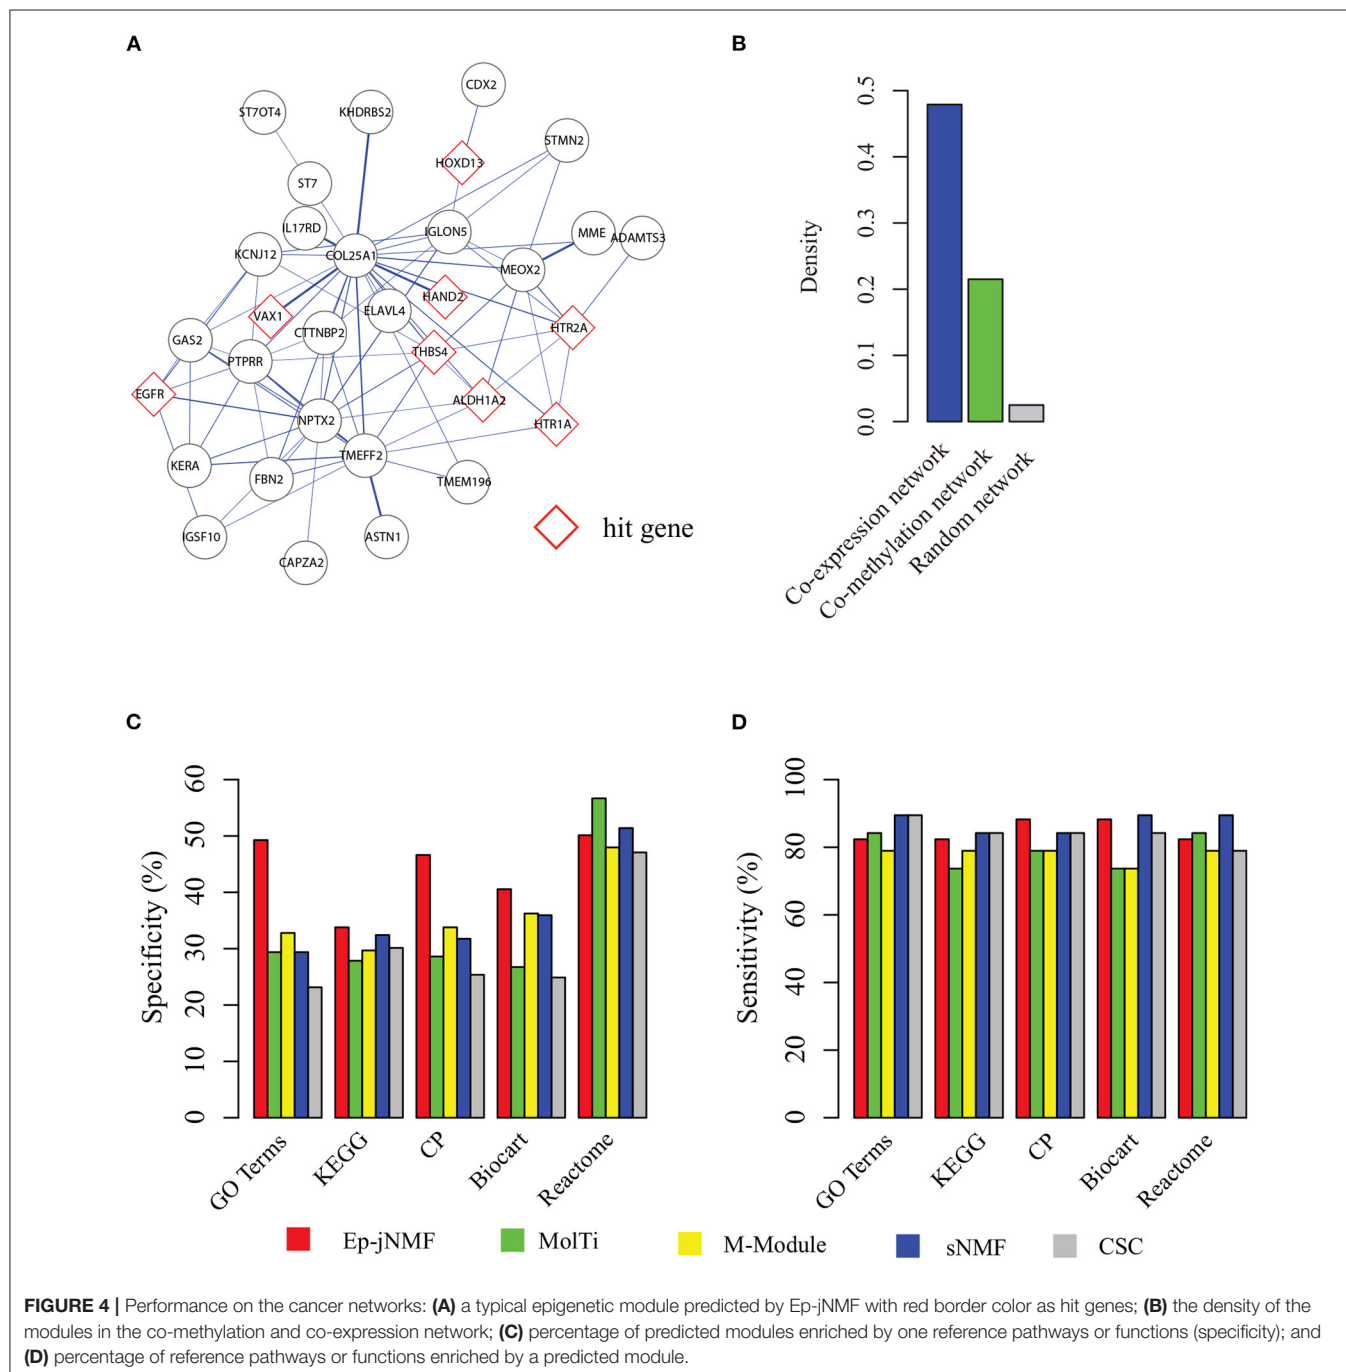 A
CDX2
ST7OT4
KHDRBS2
STMN2
HOXD13
ST7
IL17RD
IGLON5
MME
ADAMTS3
KCNJ12
COL25A1
MEOX2
HAND2
VAX1
ELAVL4
HTR2A
GAS2
CTTNBP2
THBS4
PTPRR
EGFR
ALDH1A2
NPTX2
HTR1A
TMEFF2
KERA
FBN2
TMEM196
IGSF10
ASTN1
CAPZA2
hit gene
B
Density
0.5
0.4
0.3
0.2
0.1
0.0
Co-expression network
Co-methylation network
Random network
C
Specificity (%)
60
50
40
30
20
10
0
GO Terms
KEGG
CP
Biocart
Reactome
D
Sensitivity (%)
100
80
60
40
20
0
GO Terms
KEGG
CP
Biocart
Reactome
Ep-jNMF
MolTi
M-Module
sNMF
CSC
FIGURE 4 | Performance on the cancer networks: (A) a typical epigenetic module predicted by Ep-jNMF with red border color as hit genes; (B) the density of the
modules in the co-methylation and co-expression network; (C) percentage of predicted modules enriched by one reference pathways or functions (specificity); and
(D) percentage of reference pathways or functions enriched by a predicted module.